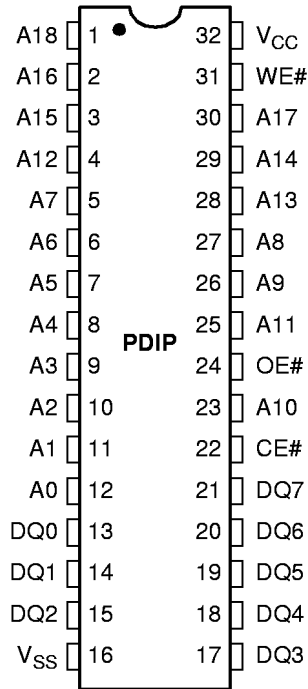 A18 1 32 VCC
A16 2 31 WE#
A15 3 30 A17
A12 4 29 A14
A7 5 28 A13
A6 6 27 A8
A5 7 26 A9
A4 8 25 A11
PDIP
A3 9 24 OE#
A2 10 23 A10
A1 11 22 CE#
A0 12 21 DQ7
DQ0 13 20 DQ6
DQ1 14 19 DQ5
DQ2 15 18 DQ4
VSS 16 17 DQ3